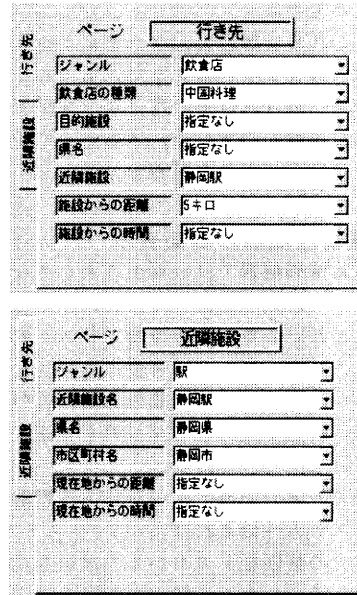 ページ 行き先
行き先
近隣施設
ジャンル 飲食店
飲食店の種類 中国料理
目的施設 指定なし
県名 指定なし
近隣施設 静岡駅
施設からの距離 5キロ
施設からの時間 指定なし
ページ 近隣施設
行き先
近隣施設
ジャンル 駅
近隣施設名 静岡駅
県名 静岡県
市区町村名 静岡市
現在地からの距離 指定なし
現在地からの時間 指定なし